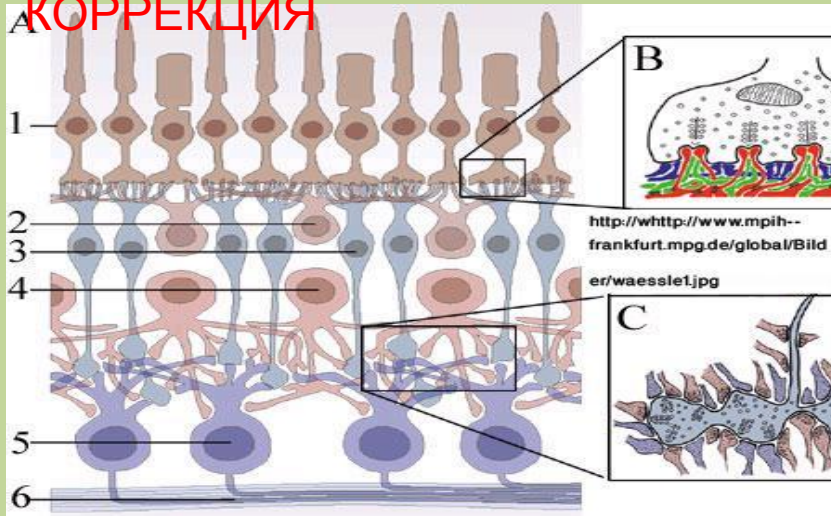 КОРРЕКЦИЯ
A
1
2
3
4
5
6
B
http://whttp://www.mpih--
frankfurt.mpg.de/global/Bild
er/waessle1.jpg
C